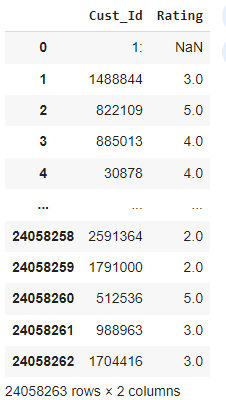 Cust_Id Rating
0 1: NaN
1 1488844 3.0
2 822109 5.0
3 885013 4.0
4 30878 4.0
... ... ...
24058258 2591364 2.0
24058259 1791000 2.0
24058260 512536 5.0
24058261 988963 3.0
24058262 1704416 3.0
24058263 rows × 2 columns